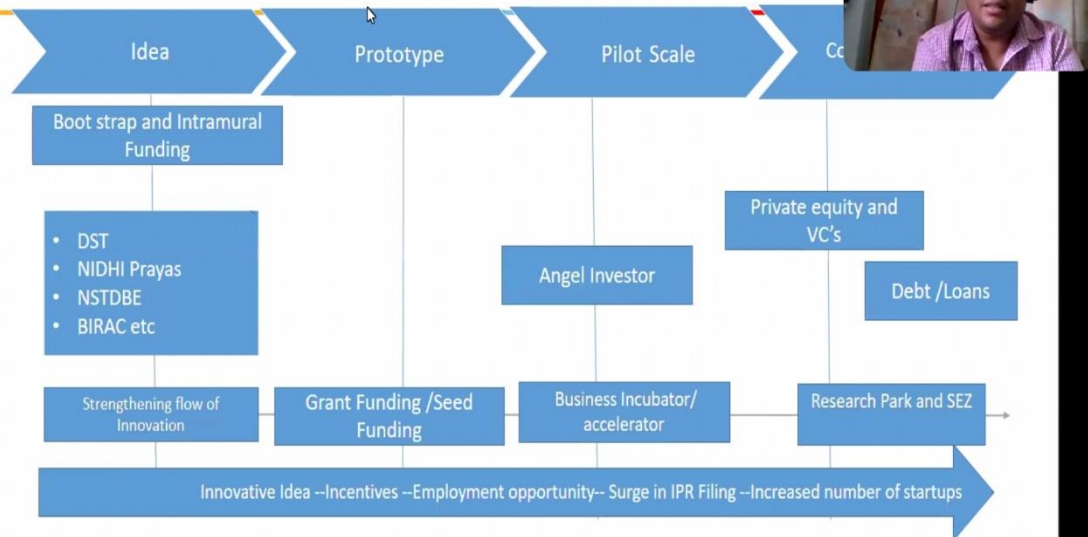 Idea
Prototype
Pilot Scale
Boot strap and Intramural
Funding
• DST
• NIDHI Prayas
• NSTDBE
• BIRAC etc
Angel Investor
Private equity and
VC's
Debt /Loans
Strengthening flow of
Innovation
Grant Funding /Seed
Funding
Business Incubator/
accelerator
Research Park and SEZ
Innovative Idea --Incentives --Employment opportunity-- Surge in IPR Filing --Increased number of startups